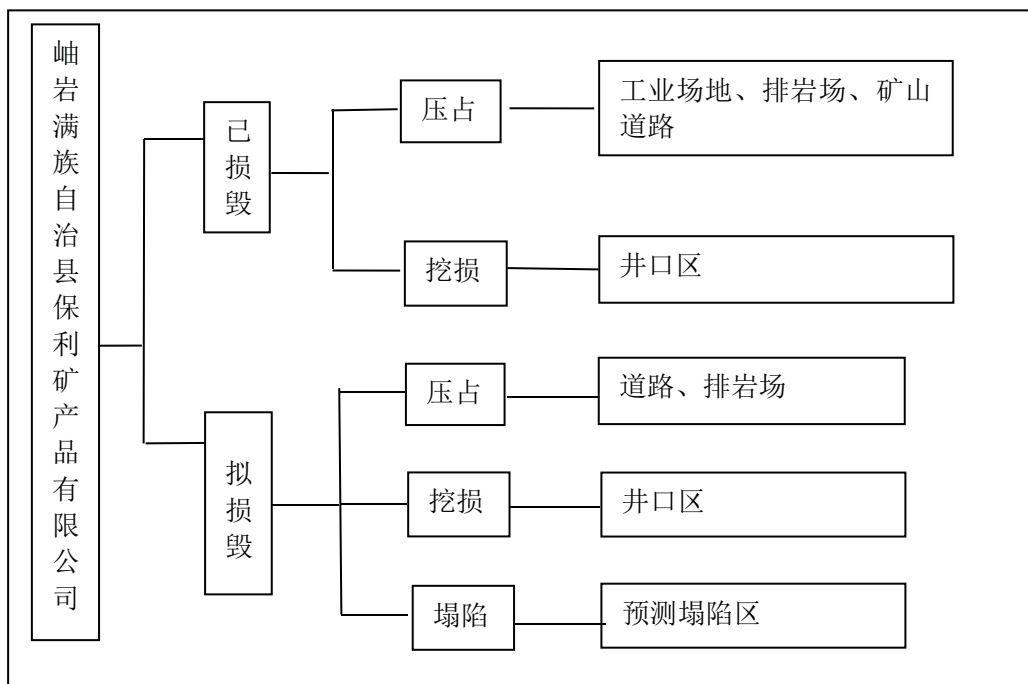 岫岩满族自治县保利矿产品有限公司
已损毁
压占
工业场地、排岩场、矿山
道路
挖损
井口区
拟损毁
压占
道路、排岩场
挖损
井口区
塌陷
预测塌陷区